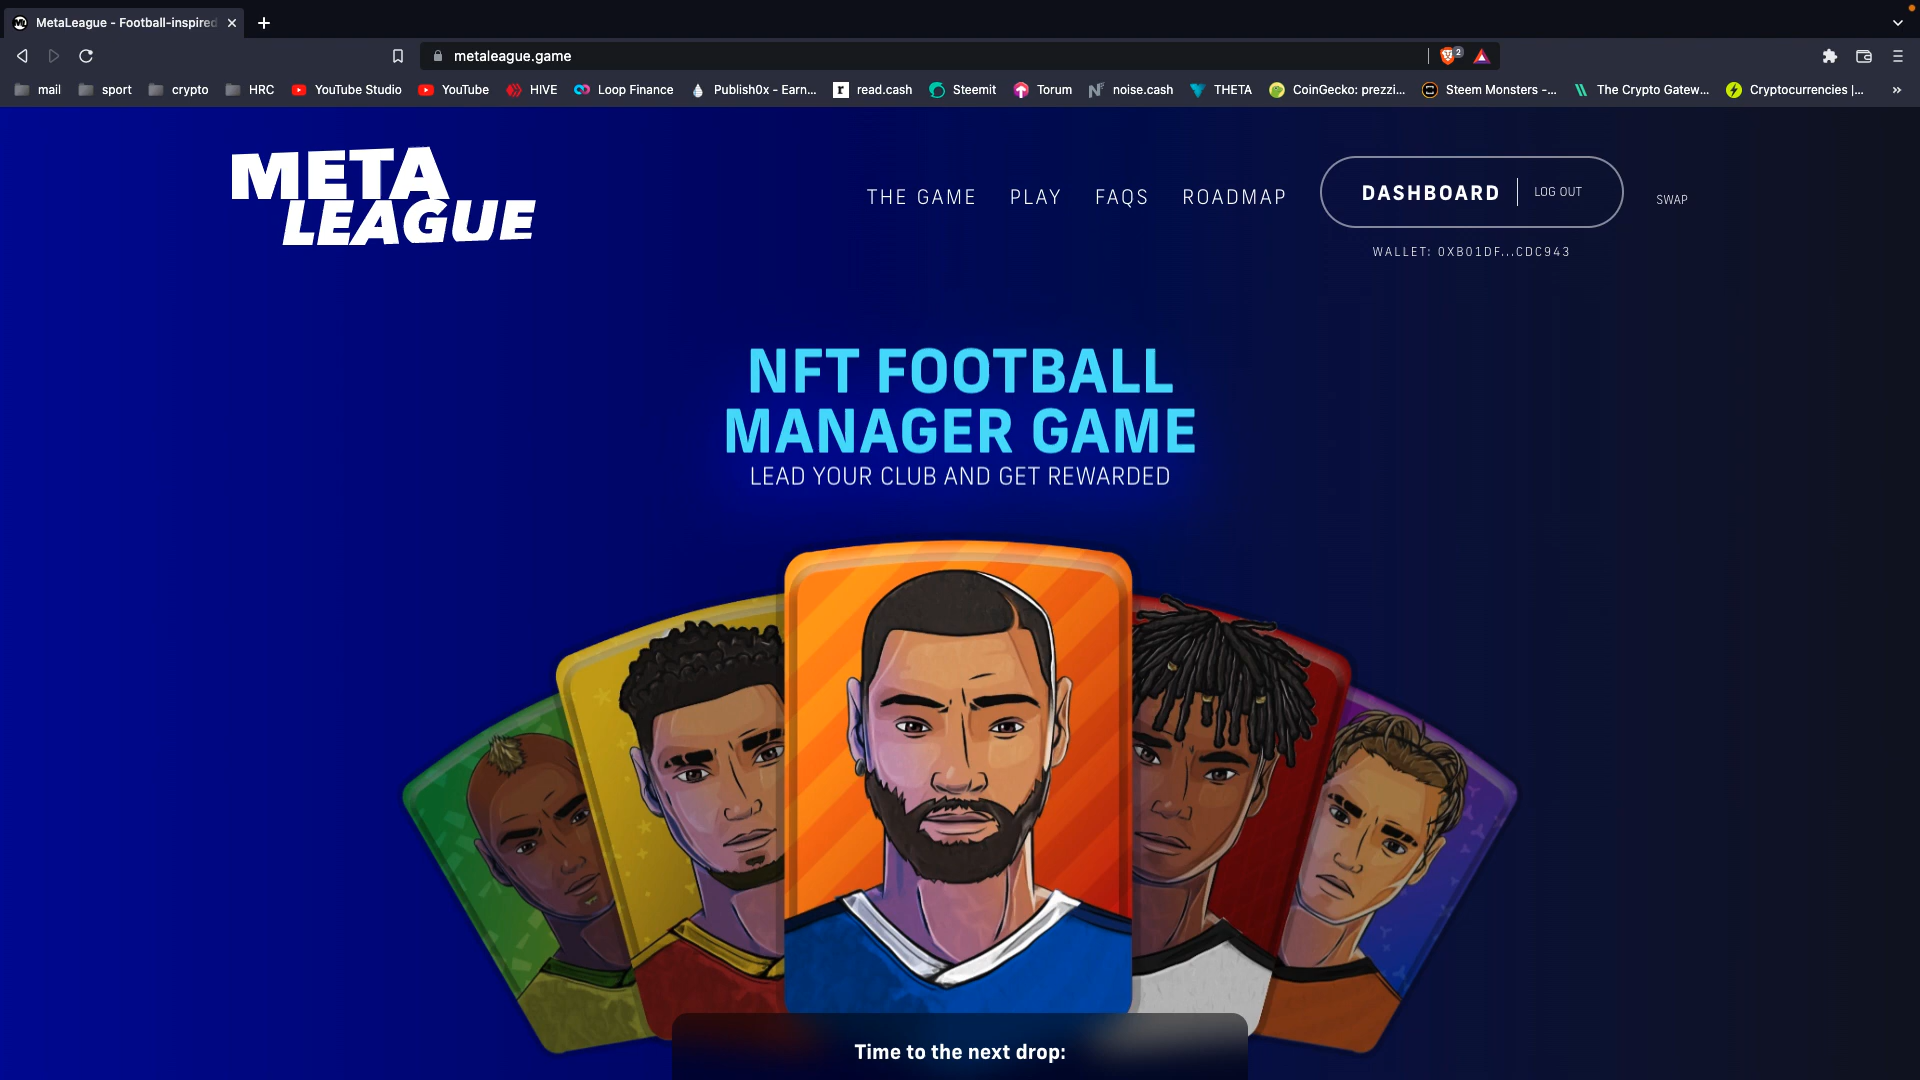 MetaLeague - Football-inspired
metaleague.game
2
mail sport crypto HRC YouTube Studio YouTube HIVE Loop Finance Publish0x - Earn... read.cash Steemit Torum noise.cash THETA CoinGecko: prezzi... Steem Monsters -... The Crypto Gatew... Cryptocurrencies |...
META
LEAGUE
THE GAME PLAY FAQS ROADMAP DASHBOARD LOG OUT SWAP
WALLET: 0XB01DF...CDC943
NFT FOOTBALL
MANAGER GAME
LEAD YOUR CLUB AND GET REWARDED
Time to the next drop: